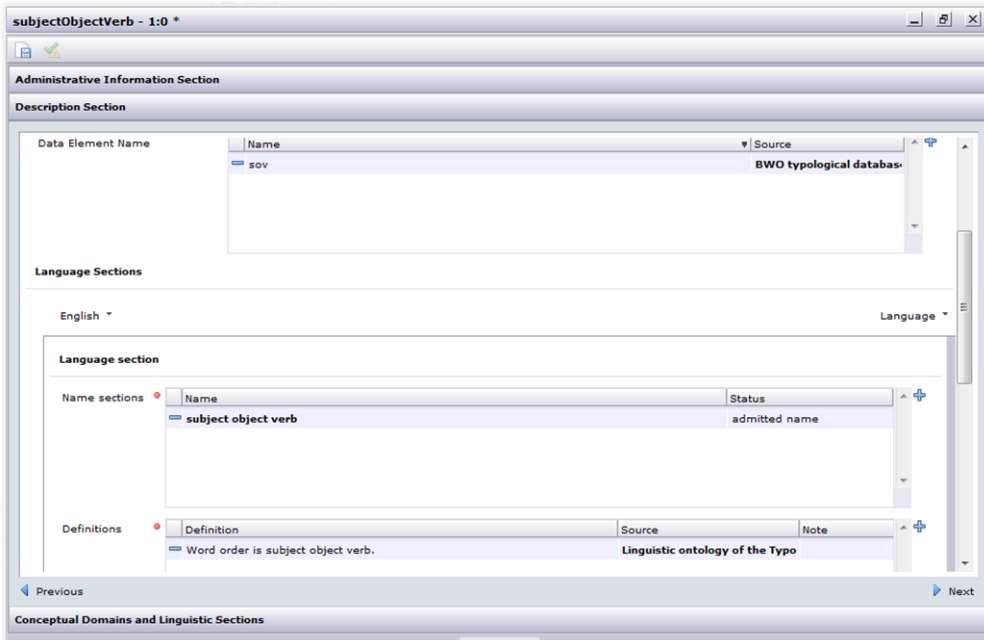 subjectObjectVerb - 1:0 *
Administrative Information Section
Description Section
Data Element Name
Name Source
sov BWO typological databas
Language Sections
English Language
Language section
Name sections Name Status
subject object verb admitted name
Definitions Definition Source Note
Word order is subject object verb. Linguistic ontology of the Typo
Previous Next
Conceptual Domains and Linguistic Sections